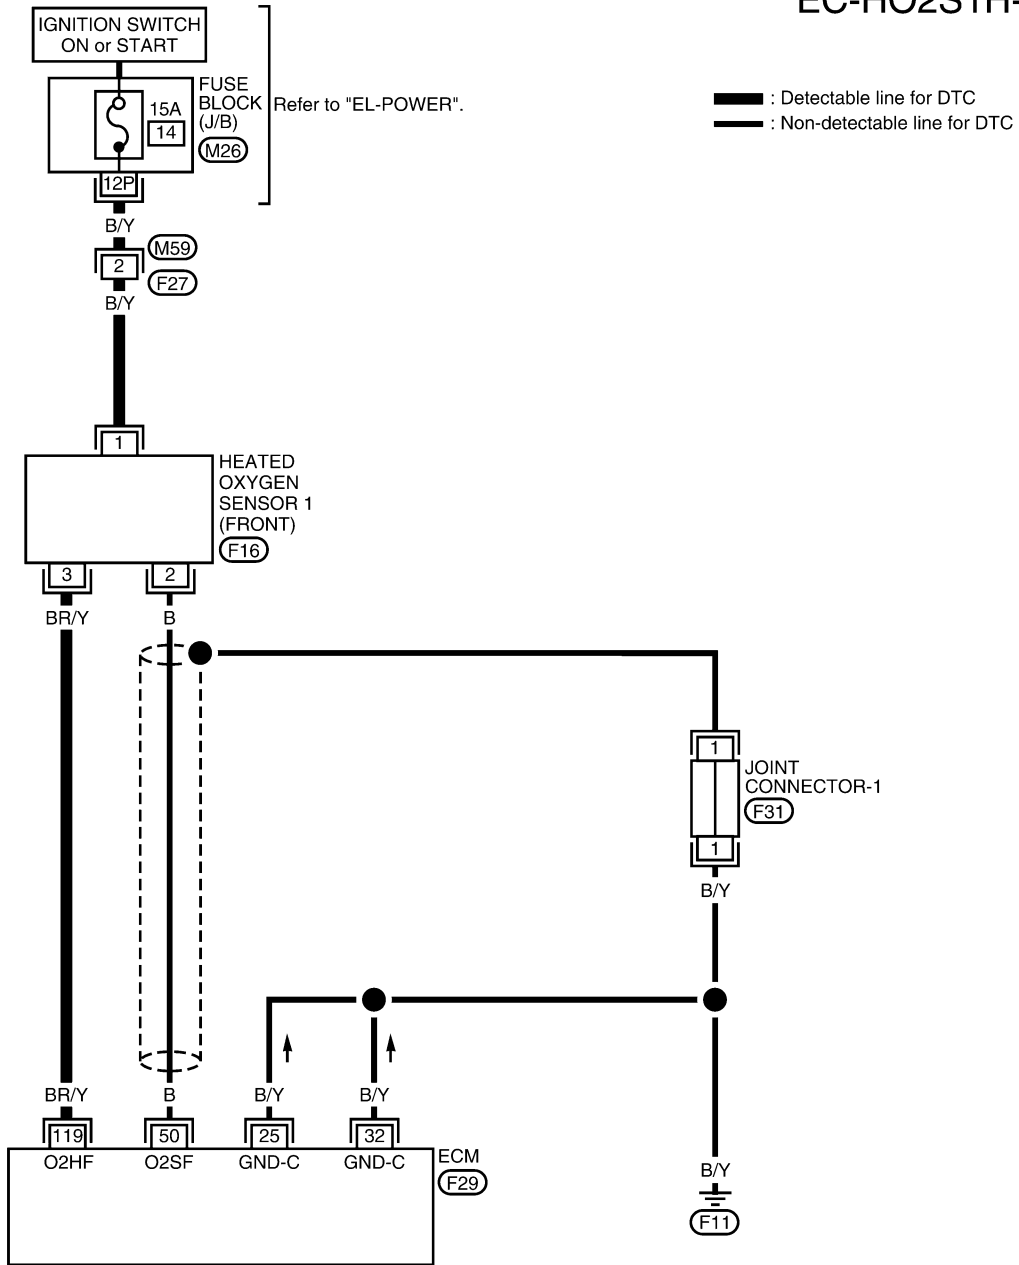 EC-HO2S1H-
IGNITION SWITCH
ON or START
FUSE
BLOCK
(J/B)
M26
15A
14
Refer to "EL-POWER".
: Detectable line for DTC
: Non-detectable line for DTC
12P
B/Y
M59
2
F27
B/Y
1
HEATED
OXYGEN
SENSOR 1
(FRONT)
F16
3
2
BR/Y
B
1
JOINT
CONNECTOR-1
F31
1
B/Y
BR/Y
B
B/Y
B/Y
119
50
25
32
O2HF
O2SF
GND-C
GND-C
ECM
F29
B/Y
F11